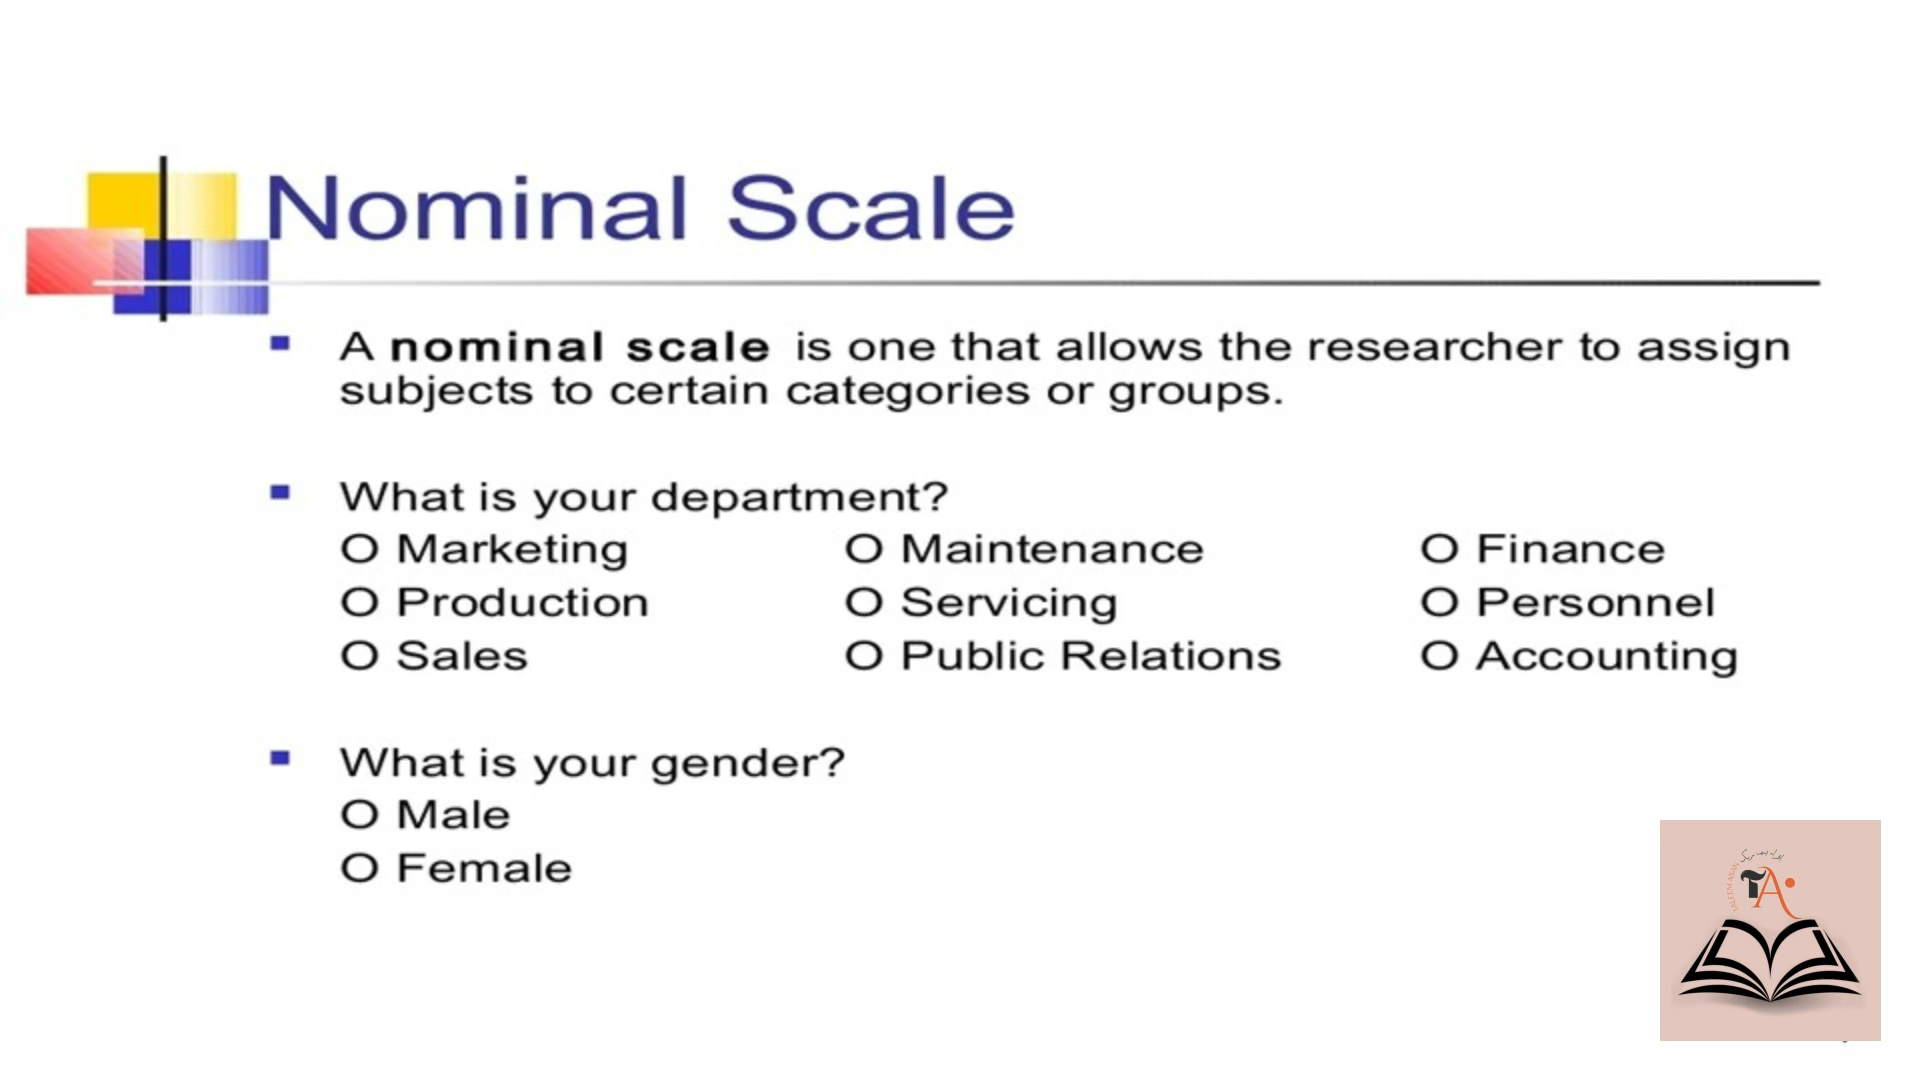 Nominal Scale
A nominal scale is one that allows the researcher to assign
subjects to certain categories or groups.
What is your department?
O Marketing O Maintenance O Finance
O Production O Servicing O Personnel
O Sales O Public Relations O Accounting
What is your gender?
O Male
O Female
TA